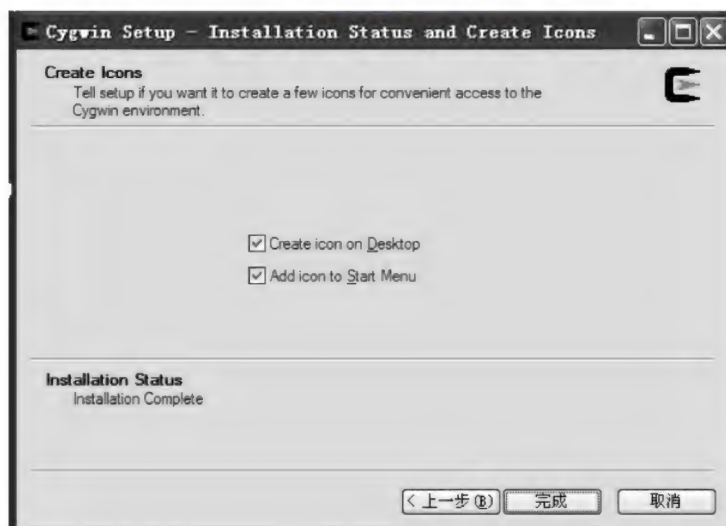 Cygwin Setup - Installation Status and Create Icons
Create Icons
Tell setup if you want it to create a few icons for convenient access to the
Cygwin environment.
Create icon on Desktop
Add icon to Start Menu
Installation Status
Installation Complete
< 上一步(B)
完成
取消